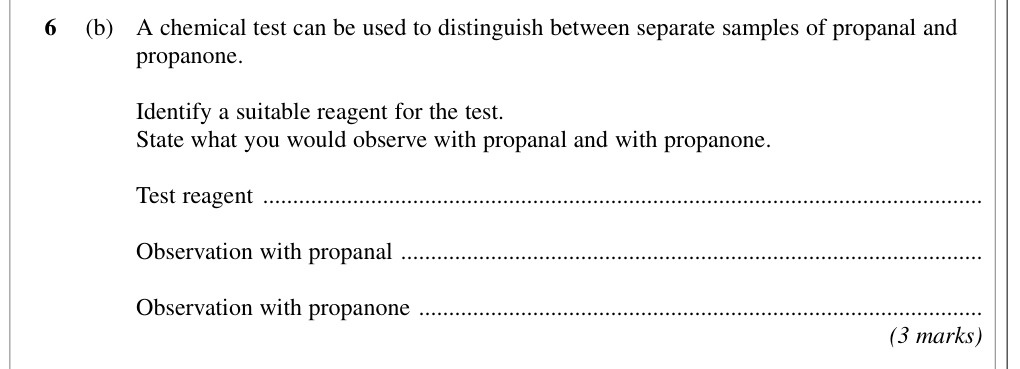 6 (b) A chemical test can be used to distinguish between separate samples of propanal and
propanone.
Identify a suitable reagent for the test.
State what you would observe with propanal and with propanone.
Test reagent ........................................................................................................................
Observation with propanal .................................................................................................
Observation with propanone ..............................................................................................
(3 marks)